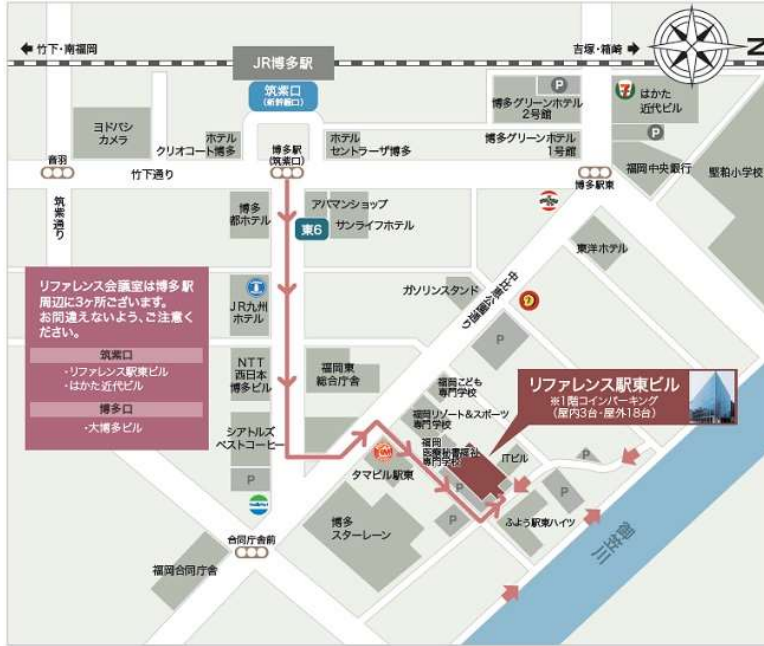 竹下・南福岡
JR博多駅
吉塚・箱崎
N
筑紫口
(新幹線口)
P
博多グリーンホテル
2号館
はかた
近代ビル
P
ヨドバシ
カメラ
ホテル
クリオコート博多
博多駅
(筑紫口)
ホテル
セントラーザ博多
博多グリーンホテル
1号館
音羽
竹下通り
博多駅東
福岡中央銀行
堅粕小学校
筑紫通り
博多
都ホテル
アパマンショップ
東6
サンライフホテル
東洋ホテル
リファレンス会議室は博多駅
周辺に3ヶ所ございます。
お間違えないよう、ご注意く
ださい。
筑紫口
・リファレンス駅東ビル
・はかた近代ビル
博多口
・大博多ビル
JR九州
ホテル
ガソリンスタンド
中比恵公園通り
P
NTT
西日本
博多ビル
福岡東
総合庁舎
福岡こども
専門学校
リファレンス駅東ビル
※1階コインパーキング
(屋内3台・屋外18台)
シアトルズ
ベストコーヒー
福岡リゾート&スポーツ
専門学校
福岡
医療秘書福祉
専門学校
ITビル
P
タマビル駅東
P
P
P
P
ふよう駅東ハイツ
博多
スターレーン
合同庁舎前
福岡合同庁舎
御笠川